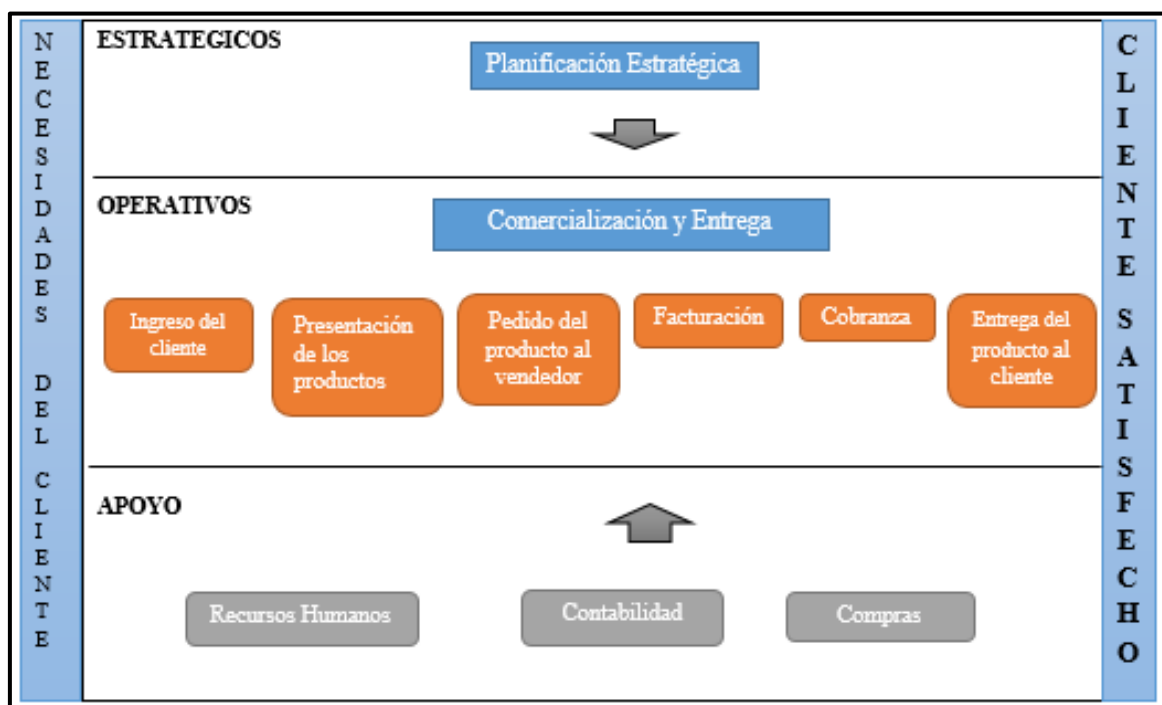 NECESIDADES DEL CLIENTE
ESTRATEGICOS
Planificación Estratégica
OPERATIVOS
Comercialización y Entrega
Ingreso del
cliente
Presentación
de los
productos
Pedido del
producto al
vendedor
Facturación
Cobranza
Entrega del
producto al
cliente
APOYO
Recursos Humanos
Contabilidad
Compras
CLIENTE SATISFECHO